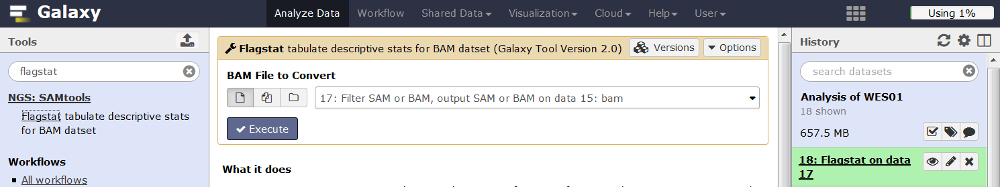 Galaxy
Analyze Data Workflow Shared Data Visualization Cloud Help User
Using 1%
Tools
flagstat
NGS: SAMtools
Flagstat tabulate descriptive stats
for BAM datset
Workflows
All workflows
Flagstat tabulate descriptive stats for BAM datset (Galaxy Tool Version 2.0)
Versions
Options
BAM File to Convert
17: Filter SAM or BAM, output SAM or BAM on data 15: bam
Execute
What it does
History
search datasets
Analysis of WES01
18 shown
657.5 MB
18: Flagstat on data
17